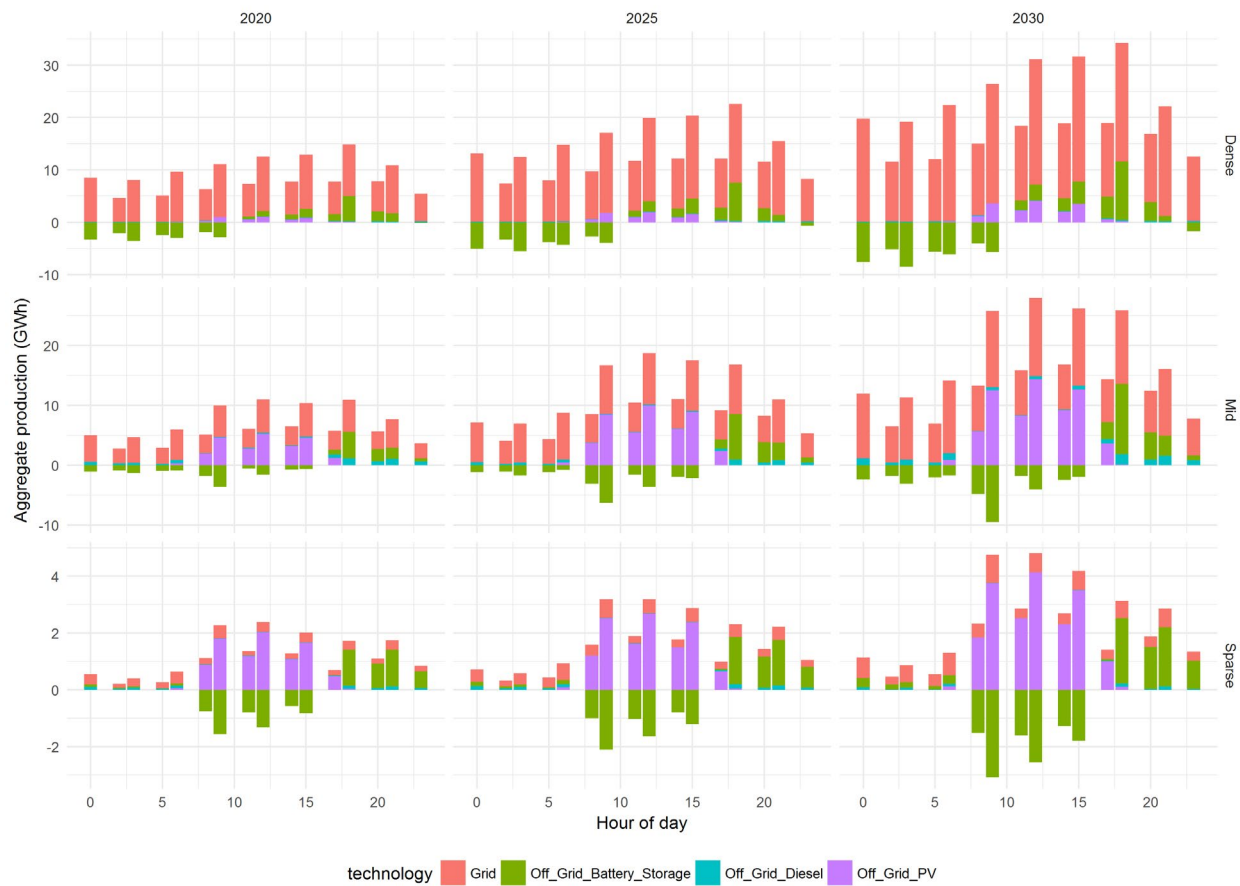 2020 2025 2030
Aggregate production (GWh)
30
20
10
0
-10
Dense
20
10
0
-10
Mid
4
2
0
-2
Sparse
0 5 10 15 20 0 5 10 15 20 0 5 10 15 20
Hour of day
technology Grid Off_Grid_Battery_Storage Off_Grid_Diesel Off_Grid_PV